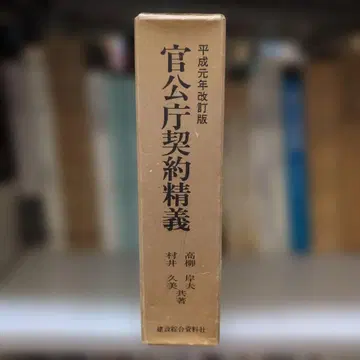 平成元年改訂版
官公庁契約精義
高柳岸夫
村井久美
共著
建設総合資料社